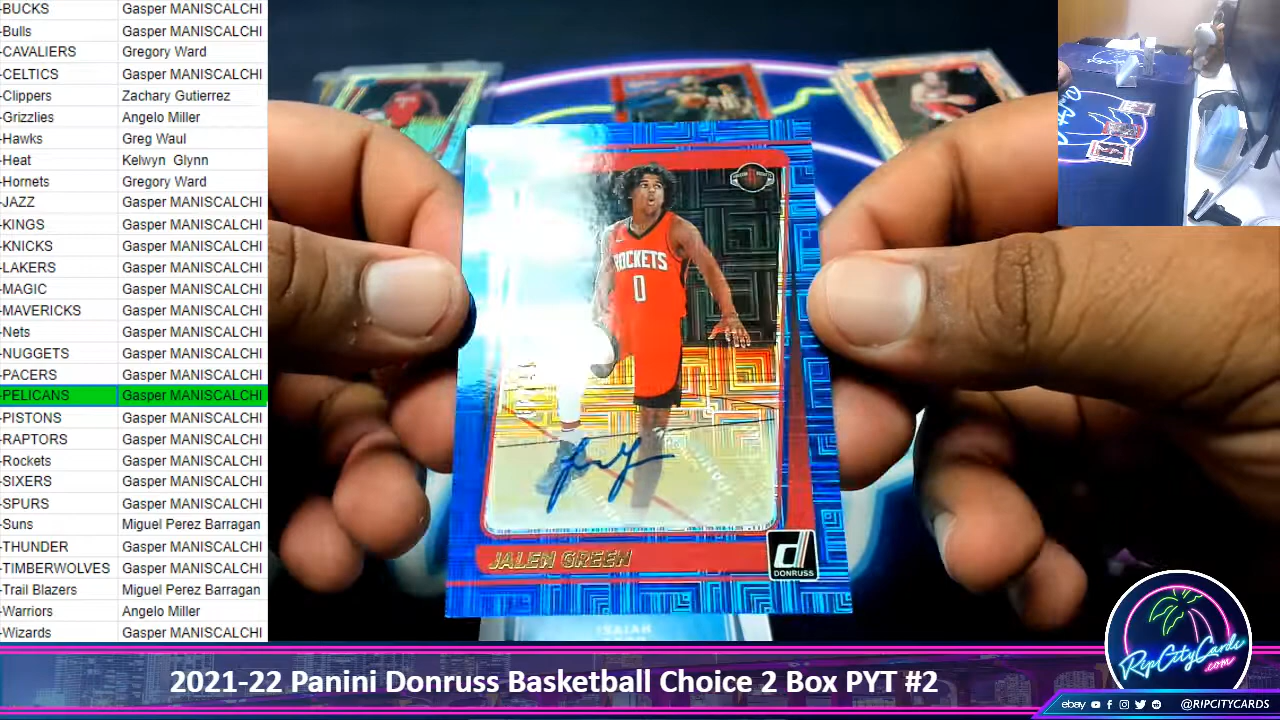 -BUCKS Gasper MANISCALCHI
-Bulls Gasper MANISCALCHI
-CAVALIERS Gregory Ward
-CELTICS Gasper MANISCALCHI
-Clippers Zachary Gutierrez
-Grizzlies Angelo Miller
-Hawks Greg Waul
-Heat Kelwyn Glynn
-Hornets Gregory Ward
-JAZZ Gasper MANISCALCHI
-KINGS Gasper MANISCALCHI
-KNICKS Gasper MANISCALCHI
-LAKERS Gasper MANISCALCHI
-MAGIC Gasper MANISCALCHI
-MAVERICKS Gasper MANISCALCHI
-Nets Gasper MANISCALCHI
-NUGGETS Gasper MANISCALCHI
-PACERS Gasper MANISCALCHI
-PELICANS Gasper MANISCALCHI
-PISTONS Gasper MANISCALCHI
-RAPTORS Gasper MANISCALCHI
-Rockets Gasper MANISCALCHI
-SIXERS Gasper MANISCALCHI
-SPURS Gasper MANISCALCHI
-Suns Miguel Perez Barragan
-THUNDER Gasper MANISCALCHI
-TIMBERWOLVES Gasper MANISCALCHI
-Trail Blazers Miguel Perez Barragan
-Warriors Angelo Miller
-Wizards Gasper MANISCALCHI
ROCKETS
0
JALEN GREEN
d
DONRUSS
ISAIAH
2021-22 Panini Donruss Basketball Choice 2 Box PYT #2
RipCityCards
.com
ebay @RIPCITYCARDS